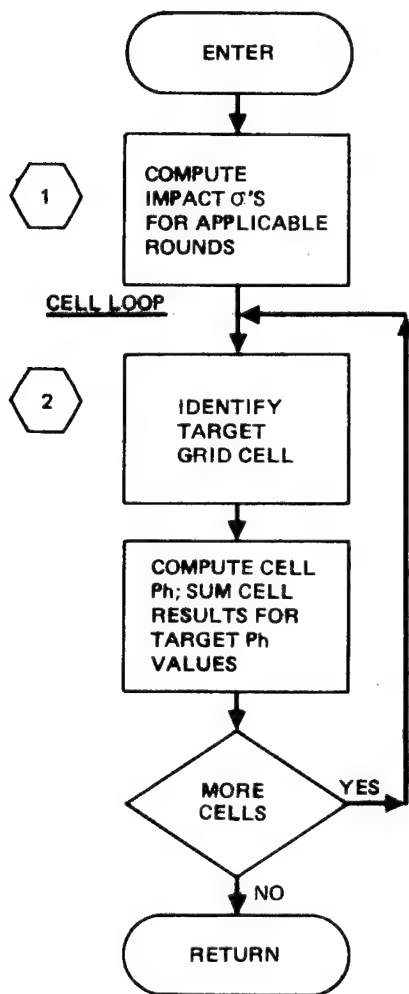 ENTER
1
COMPUTE
IMPACT σ'S
FOR APPLICABLE
ROUNDS
CELL LOOP
2
IDENTIFY
TARGET
GRID CELL
COMPUTE CELL
Ph; SUM CELL
RESULTS FOR
TARGET Ph
VALUES
MORE
CELLS
YES
NO
RETURN